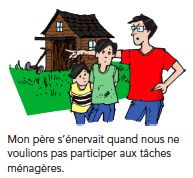 Mon père s'énervait quand nous ne
voulions pas participer aux tâches
ménagères.